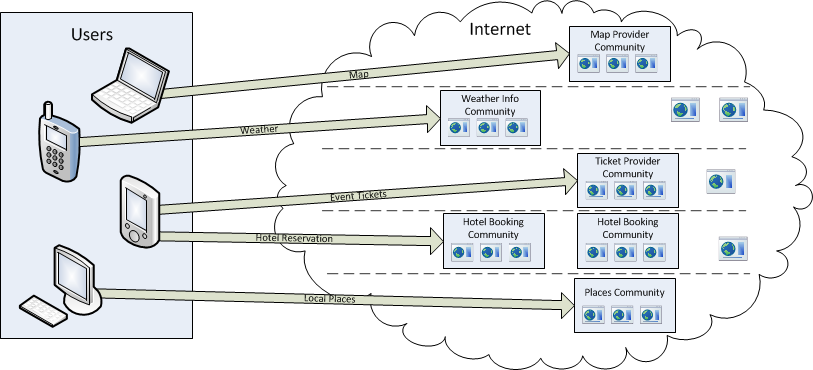 Users
Internet
Map Provider
Community
Map
Weather Info
Community
Weather
Ticket Provider
Community
Event Tickets
Hotel Booking
Community
Hotel Booking
Community
Hotel Reservation
Places Community
Local Places